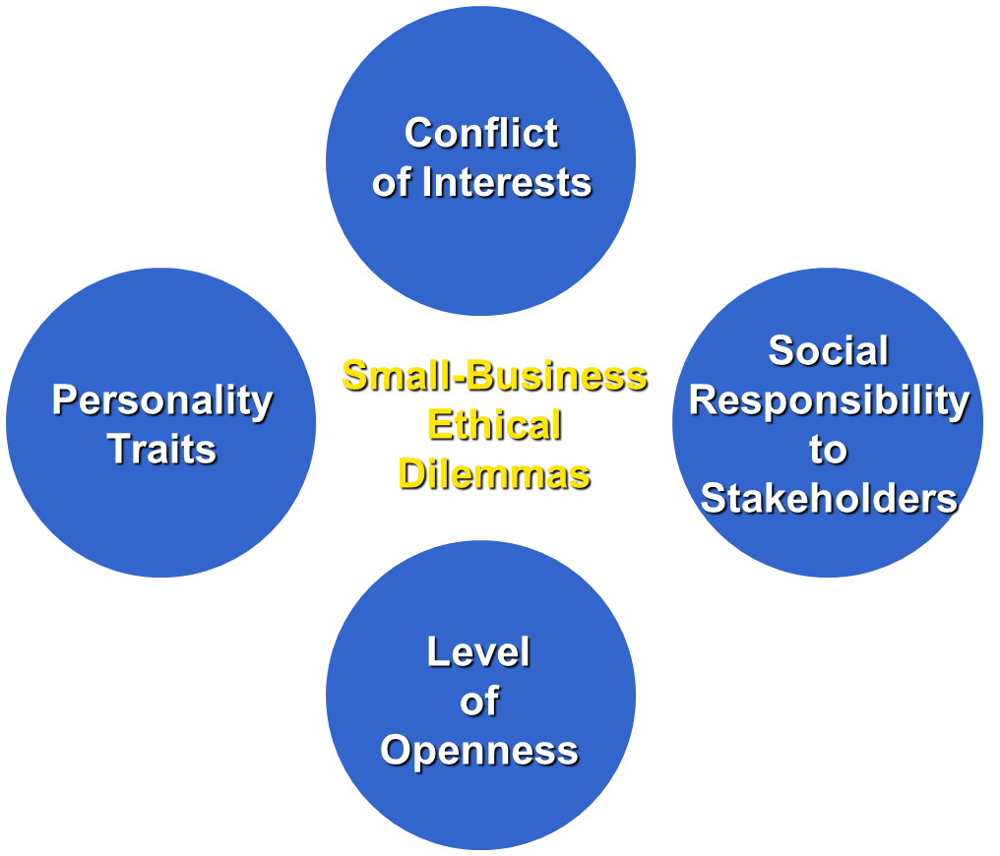 Conflict
of Interests
Personality
Traits
Small-Business
Ethical
Dilemmas
Social
Responsibility
to
Stakeholders
Level
of
Openness